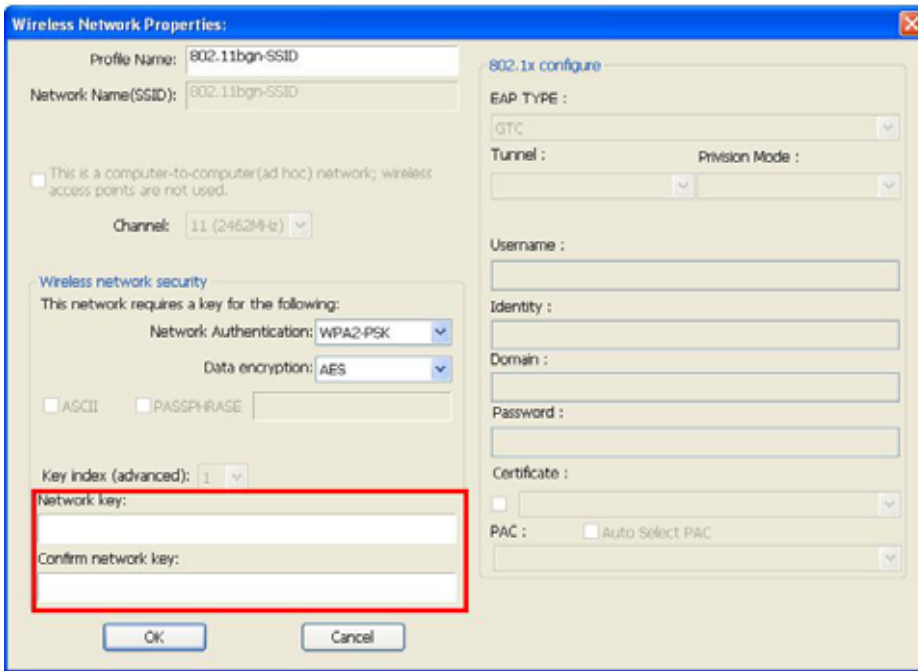 Wireless Network Properties:
Profile Name: 802.11bgn-SSID
Network Name(SSID): 802.11bgn-SSID
This is a computer-to-computer(ad hoc) network; wireless
access points are not used.
Channel: 11 (2462MHz)
Wireless network security
This network requires a key for the following:
Network Authentication: WPA2-PSK
Data encryption: AES
ASCII PASSPHRASE
Key index (advanced): 1
Network key:
Confirm network key:
OK Cancel
802.1x configure
EAP TYPE :
GTC
Tunnel : Privision Mode :
Username :
Identity :
Domain :
Password :
Certificate :
PAC : Auto Select PAC